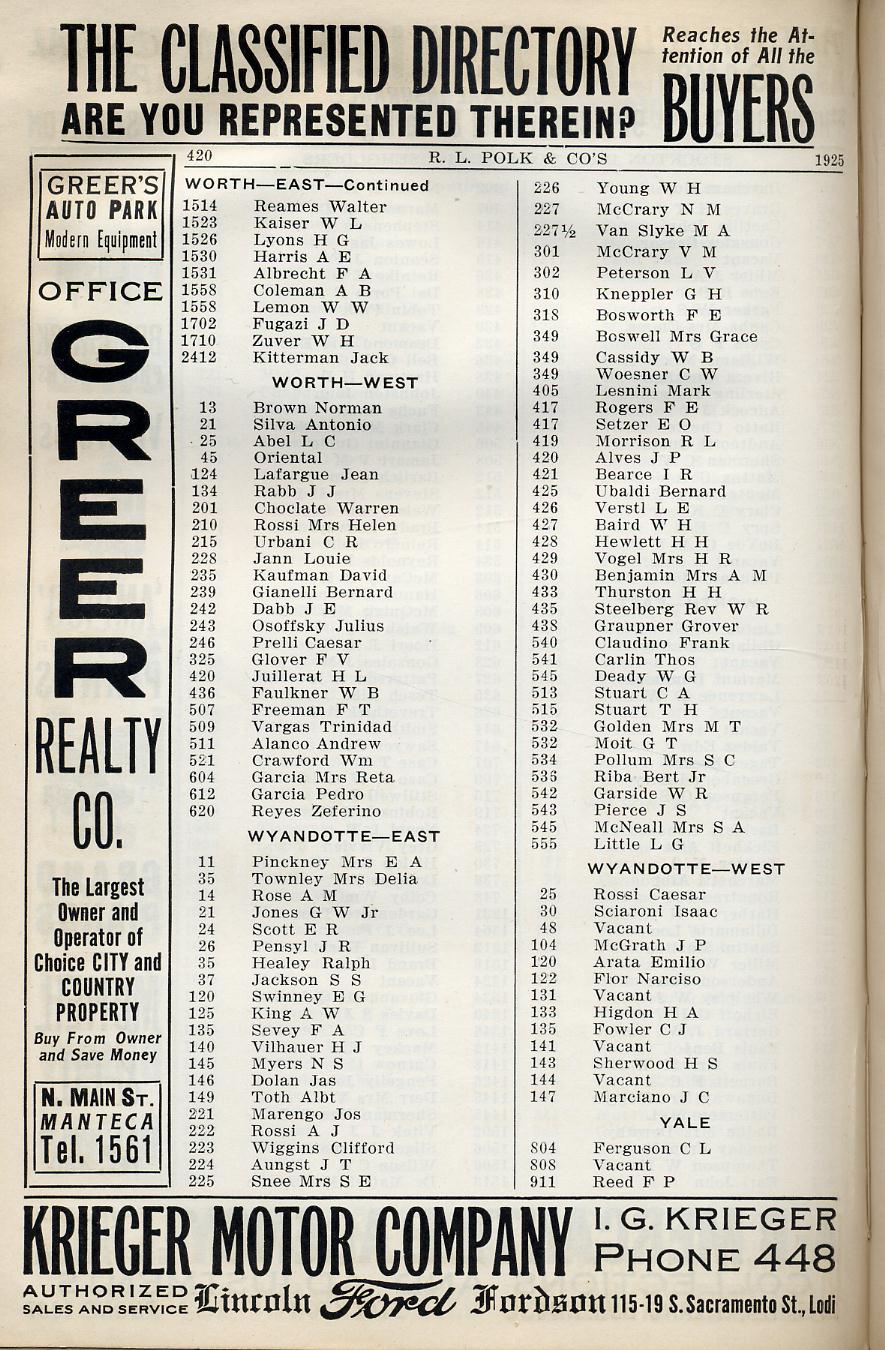 THE CLASSIFIED DIRECTORY
ARE YOU REPRESENTED THEREIN?
Reaches the At-
tention of All the
BUYERS
420 R. L. POLK & CO'S 1925
GREER'S
AUTO PARK
Modern Equipment
OFFICE
GREER
REALTY
CO.
The Largest
Owner and
Operator of
Choice CITY and
COUNTRY
PROPERTY
Buy From Owner
and Save Money
N. MAIN ST.
MANTECA
Tel. 1561
WORTH—EAST—Continued
1514 Reames Walter
1523 Kaiser W L
1526 Lyons H G
1530 Harris A E
1531 Albrecht F A
1558 Coleman A B
1558 Lemon W W
1702 Fugazi J D
1710 Zuver W H
2412 Kitterman Jack
WORTH—WEST
13 Brown Norman
21 Silva Antonio
25 Abel L C
45 Oriental
124 Lafargue Jean
134 Rabb J J
201 Choclate Warren
210 Rossi Mrs Helen
215 Urbani C R
228 Jann Louie
235 Kaufman David
239 Gianelli Bernard
242 Dabb J E
243 Osoffsky Julius
246 Prelli Caesar
325 Glover F V
420 Juillerat H L
436 Faulkner W B
507 Freeman F T
509 Vargas Trinidad
511 Alanco Andrew
521 Crawford Wm
604 Garcia Mrs Reta
612 Garcia Pedro
620 Reyes Zeferino
WYANDOTTE—EAST
11 Pinckney Mrs E A
35 Townley Mrs Delia
14 Rose A M
21 Jones G W Jr
24 Scott E R
26 Pensyl J R
35 Healey Ralph
37 Jackson S S
120 Swinney E G
125 King A W
135 Sevey F A
140 Vilhauer H J
145 Myers N S
146 Dolan Jas
149 Toth Albt
221 Marengo Jos
222 Rossi A J
223 Wiggins Clifford
224 Aungst J T
225 Snee Mrs S E
226 Young W H
227 McCrary N M
227½ Van Slyke M A
301 McCrary V M
302 Peterson L V
310 Kneppler G H
318 Bosworth F E
349 Boswell Mrs Grace
349 Cassidy W B
349 Woesner C W
405 Lesnini Mark
417 Rogers F E
417 Setzer E O
419 Morrison R L
420 Alves J P
421 Bearce I R
425 Ubaldi Bernard
426 Verstl L E
427 Baird W H
428 Hewlett H H
429 Vogel Mrs H R
430 Benjamin Mrs A M
433 Thurston H H
435 Steelberg Rev W R
438 Graupner Grover
540 Claudino Frank
541 Carlin Thos
545 Deady W G
513 Stuart C A
515 Stuart T H
532 Golden Mrs M T
532 Moit G T
534 Pollum Mrs S C
536 Riba Bert Jr
542 Garside W R
543 Pierce J S
545 McNeall Mrs S A
555 Little L G
WYANDOTTE—WEST
25 Rossi Caesar
30 Sciaroni Isaac
48 Vacant
104 McGrath J P
120 Arata Emilio
122 Flor Narciso
131 Vacant
133 Higdon H A
135 Fowler C J
141 Vacant
143 Sherwood H S
144 Vacant
147 Marciano J C
YALE
804 Ferguson C L
808 Vacant
911 Reed F P
KRIEGER MOTOR COMPANY
I. G. KRIEGER
PHONE 448
AUTHORIZED
SALES AND SERVICE
Lincoln Ford Fordson 115-19 S. Sacramento St., Lodi